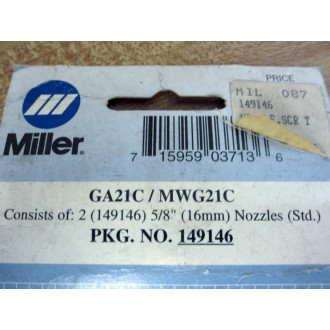 PRICE
MIL 087
149146
.SCR T
Miller
7 15959 03713 6
GA21C / MWG21C
Consists of: 2 (149146) 5/8" (16mm) Nozzles (Std.)
PKG. NO. 149146